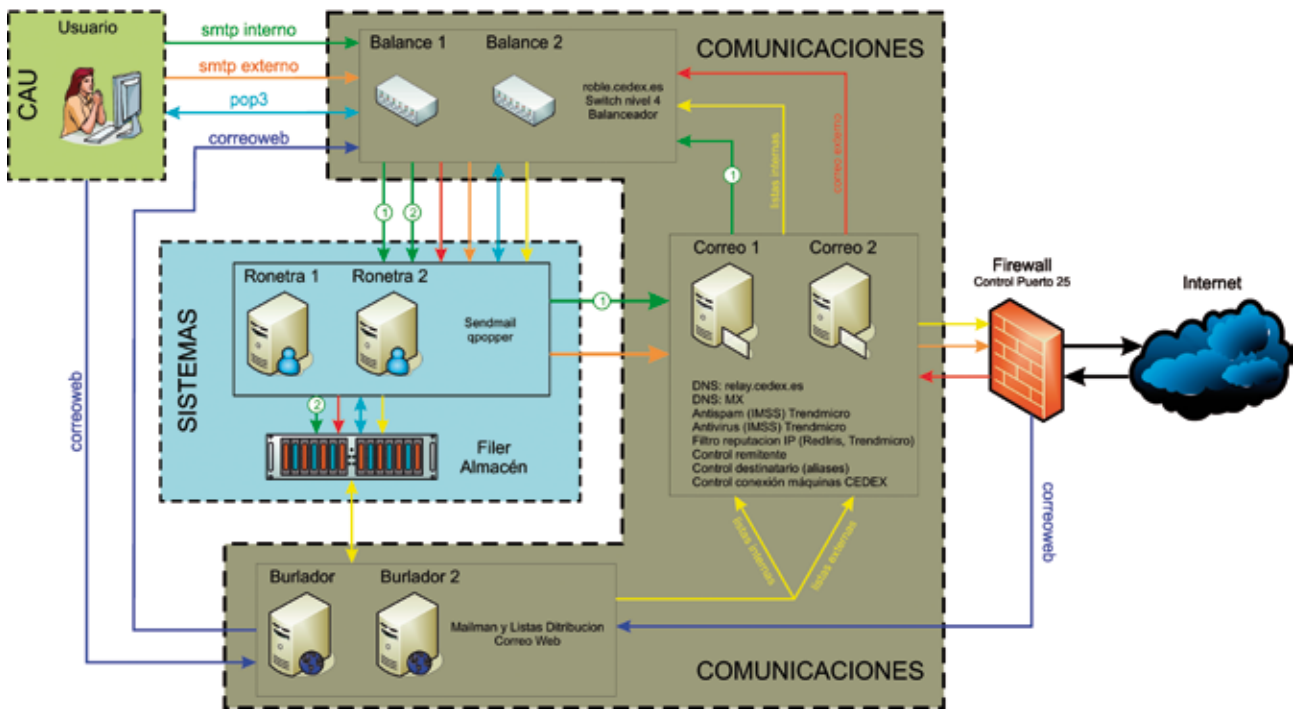 Usuario
CAU
smtp interno
smtp externo
pop3
correoweb
Balance 1
Balance 2
COMUNICACIONES
roble.cedex.es
Switch nivel 4
Balanceador
1
listas internas
correo externo
1
2
SISTEMAS
Ronetra 1
Ronetra 2
Sendmail
qpopper
1
2
Filer
Almacén
Correo 1
Correo 2
DNS: relay.cedex.es
DNS: MX
Antispam (IMSS) Trendmicro
Antivirus (IMSS) Trendmicro
Filtro reputacion IP (RedIris, Trendmicro)
Control remitente
Control destinatario (aliases)
Control conexión máquinas CEDEX
Firewall
Control Puerto 25
Internet
correoweb
correoweb
listas internas
listas externas
Burlador
Burlador 2
Mailman y Listas Ditribucion
Correo Web
COMUNICACIONES